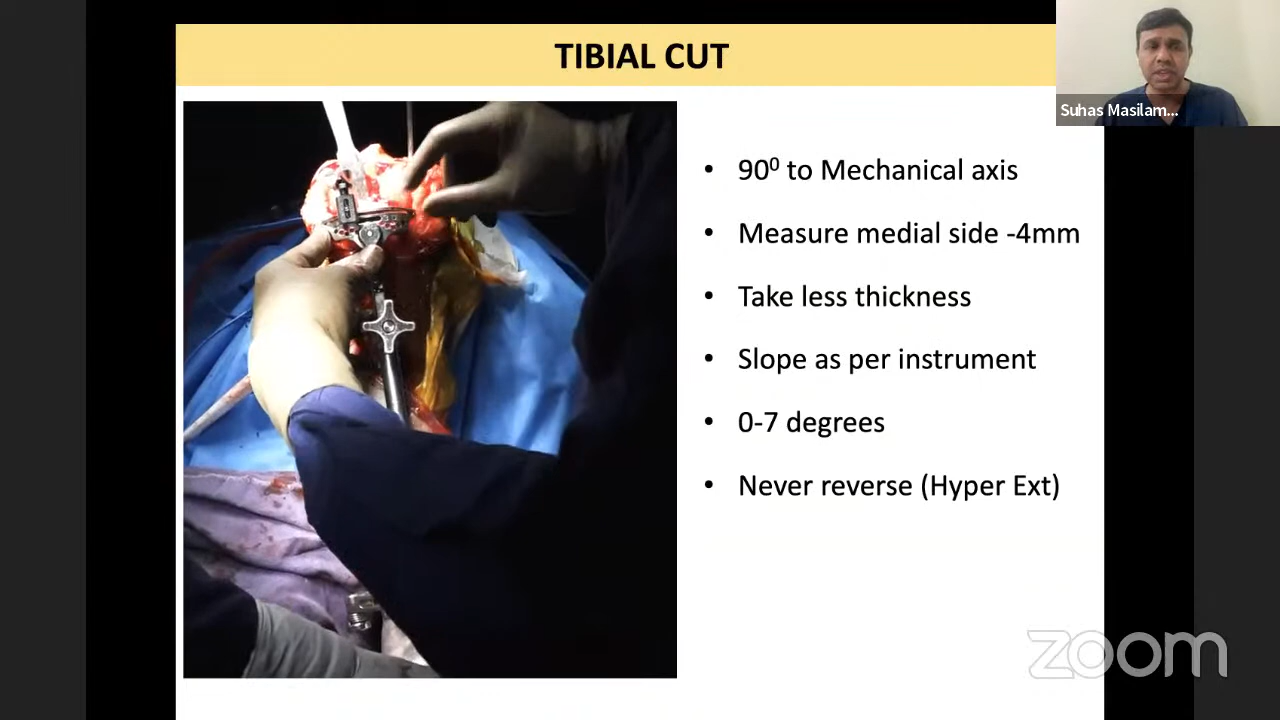 TIBIAL CUT
Suhas Masilam...
• 90⁰ to Mechanical axis
• Measure medial side -4mm
• Take less thickness
• Slope as per instrument
• 0-7 degrees
• Never reverse (Hyper Ext)
zoom